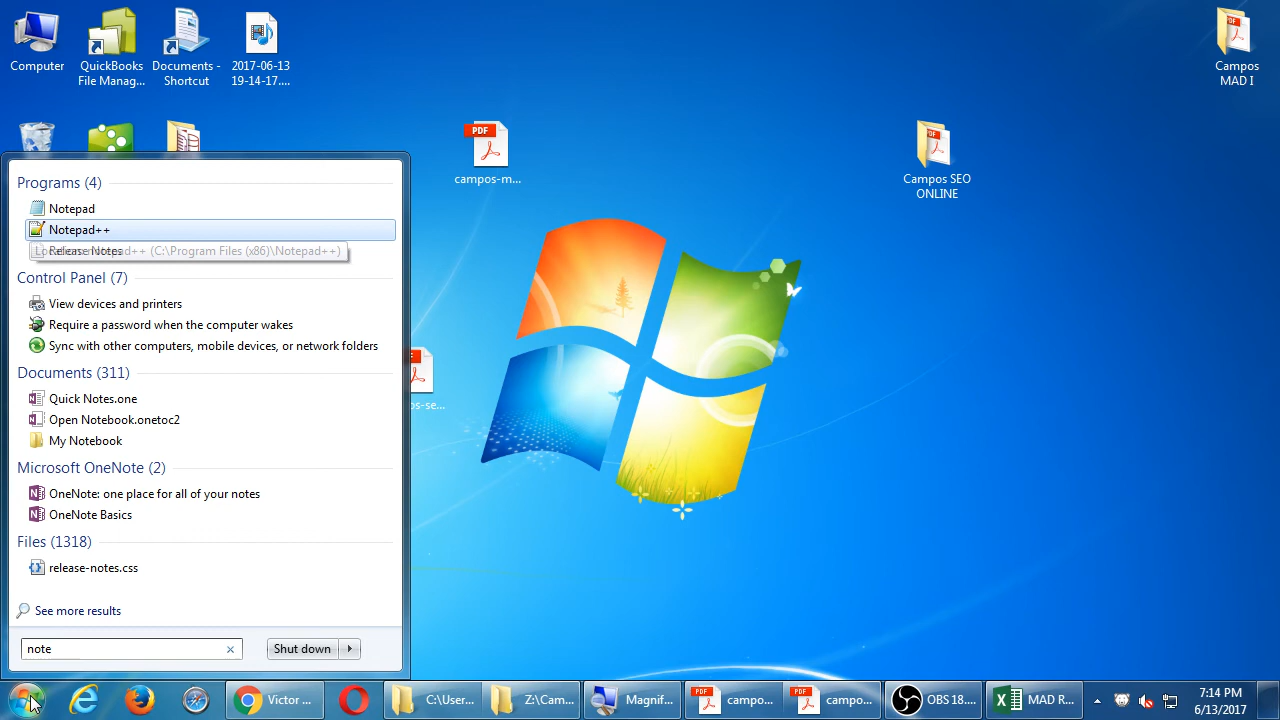 Computer
QuickBooks
File Manag...
Documents -
Shortcut
2017-06-13
19-14-17....
Campos
MAD I
PDF
campos-m...
Campos SEO
ONLINE
Programs (4)
Notepad
Notepad++
Release Notes
(C:\Program Files (x86)\Notepad++)
Control Panel (7)
View devices and printers
Require a password when the computer wakes
Sync with other computers, mobile devices, or network folders
Documents (311)
Quick Notes.one
Open Notebook.onetoc2
My Notebook
Microsoft OneNote (2)
OneNote: one place for all of your notes
OneNote Basics
Files (1318)
release-notes.css
See more results
note
Shut down
Victor ...
C:\User...
Z:\Cam...
Magnif...
PDF
campo...
PDF
campo...
OBS 18....
MAD R...
7:14 PM
6/13/2017